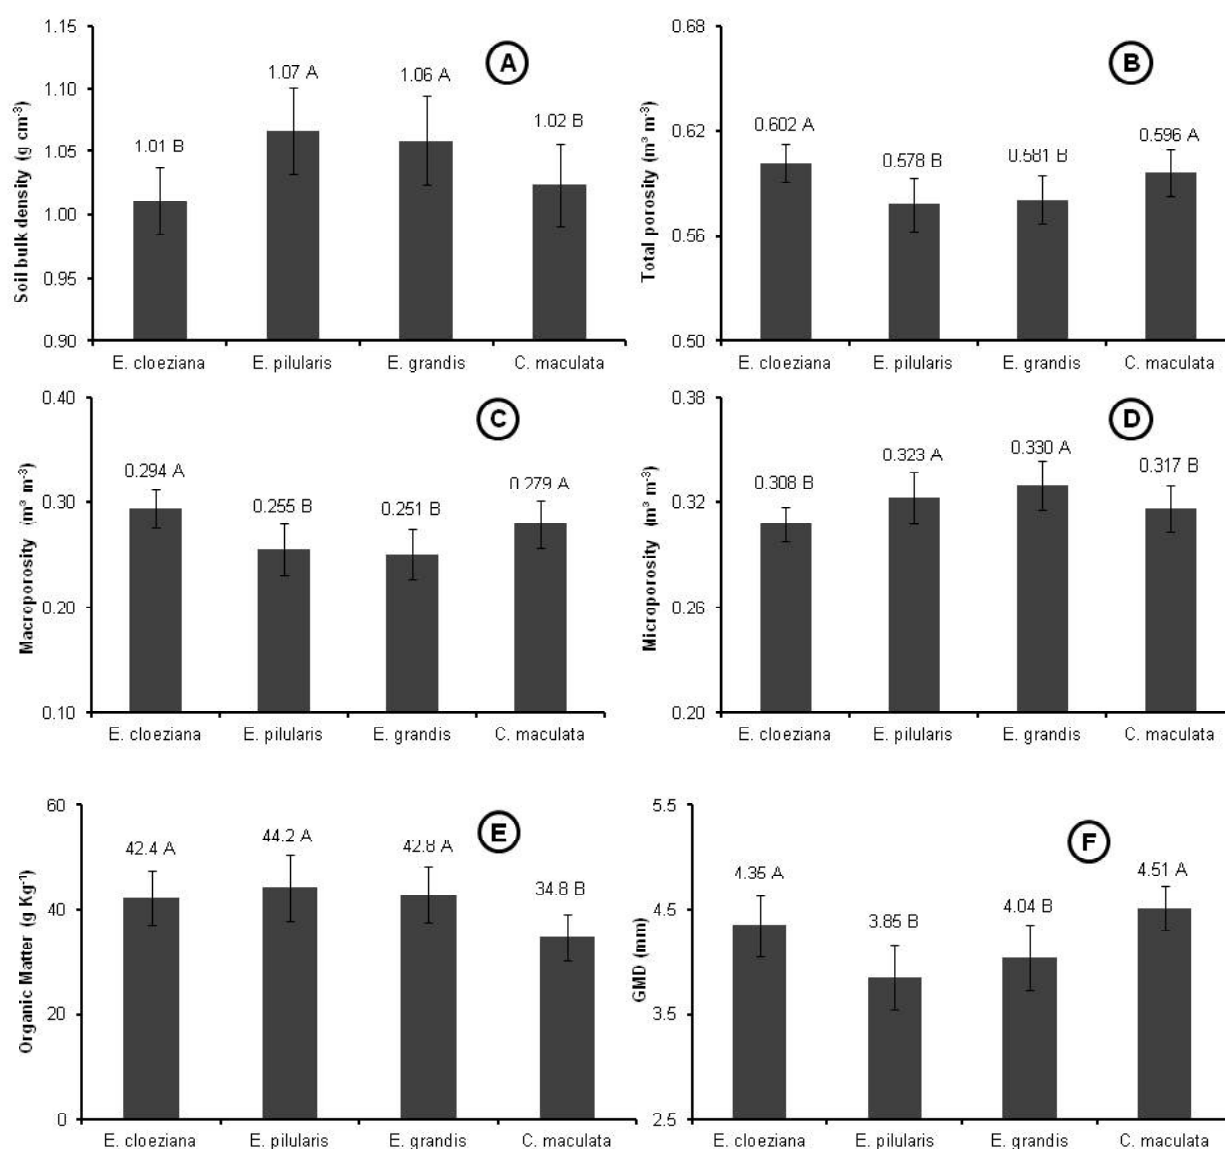 A
Soil bulk density (g cm⁻³)
1.15
1.10
1.05
1.00
0.95
0.90
1.01 B
1.07 A
1.06 A
1.02 B
E. cloeziana E. pilularis E. grandis C. maculata
B
Total porosity (m³ m⁻³)
0.68
0.62
0.56
0.50
0.602 A
0.578 B
0.581 B
0.596 A
E. cloeziana E. pilularis E. grandis C. maculata
C
Macroporosity (m³ m⁻³)
0.40
0.30
0.20
0.10
0.294 A
0.255 B
0.251 B
0.279 A
E. cloeziana E. pilularis E. grandis C. maculata
D
Microporosity (m³ m⁻³)
0.38
0.32
0.26
0.20
0.308 B
0.323 A
0.330 A
0.317 B
E. cloeziana E. pilularis E. grandis C. maculata
E
Organic Matter (g Kg⁻¹)
60
40
20
0
42.4 A
44.2 A
42.8 A
34.8 B
E. cloeziana E. pilularis E. grandis C. maculata
F
GMD (mm)
5.5
4.5
3.5
2.5
4.35 A
3.85 B
4.04 B
4.51 A
E. cloeziana E. pilularis E. grandis C. maculata